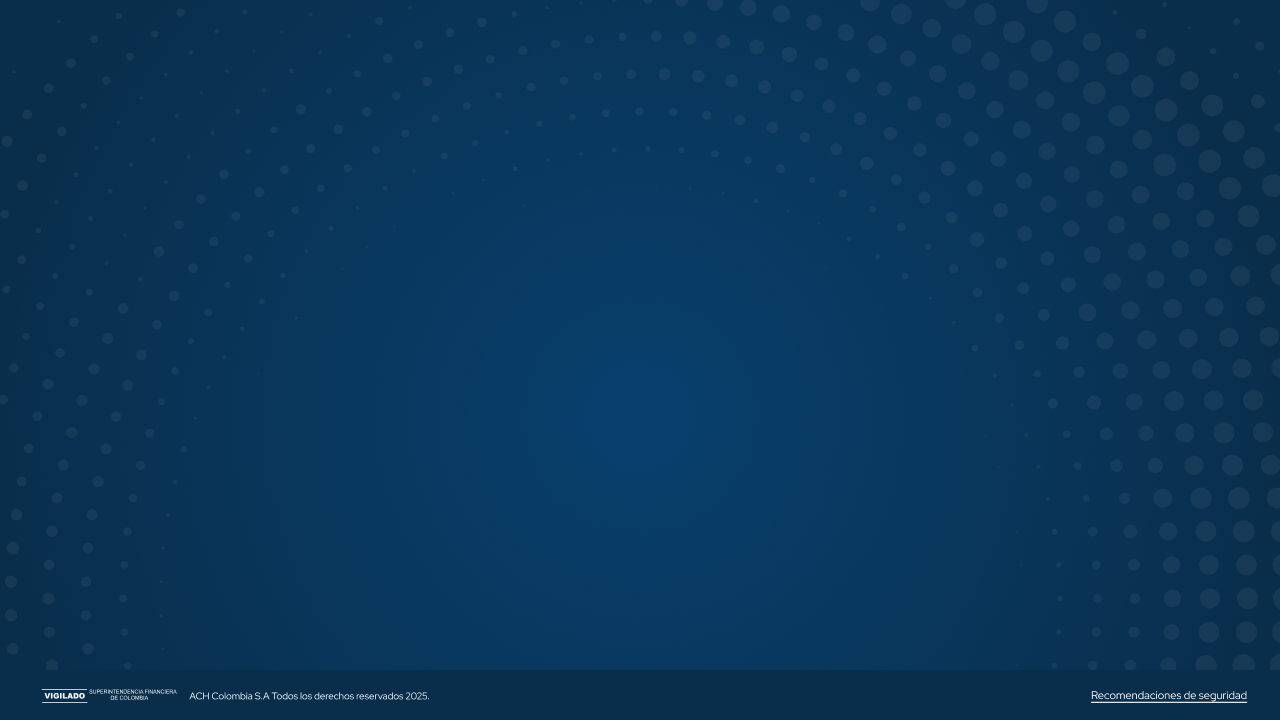 VIGILADO
SUPERINTENDENCIA FINANCIERA
DE COLOMBIA
ACH Colombia S.A Todos los derechos reservados 2025.
Recomendaciones de seguridad